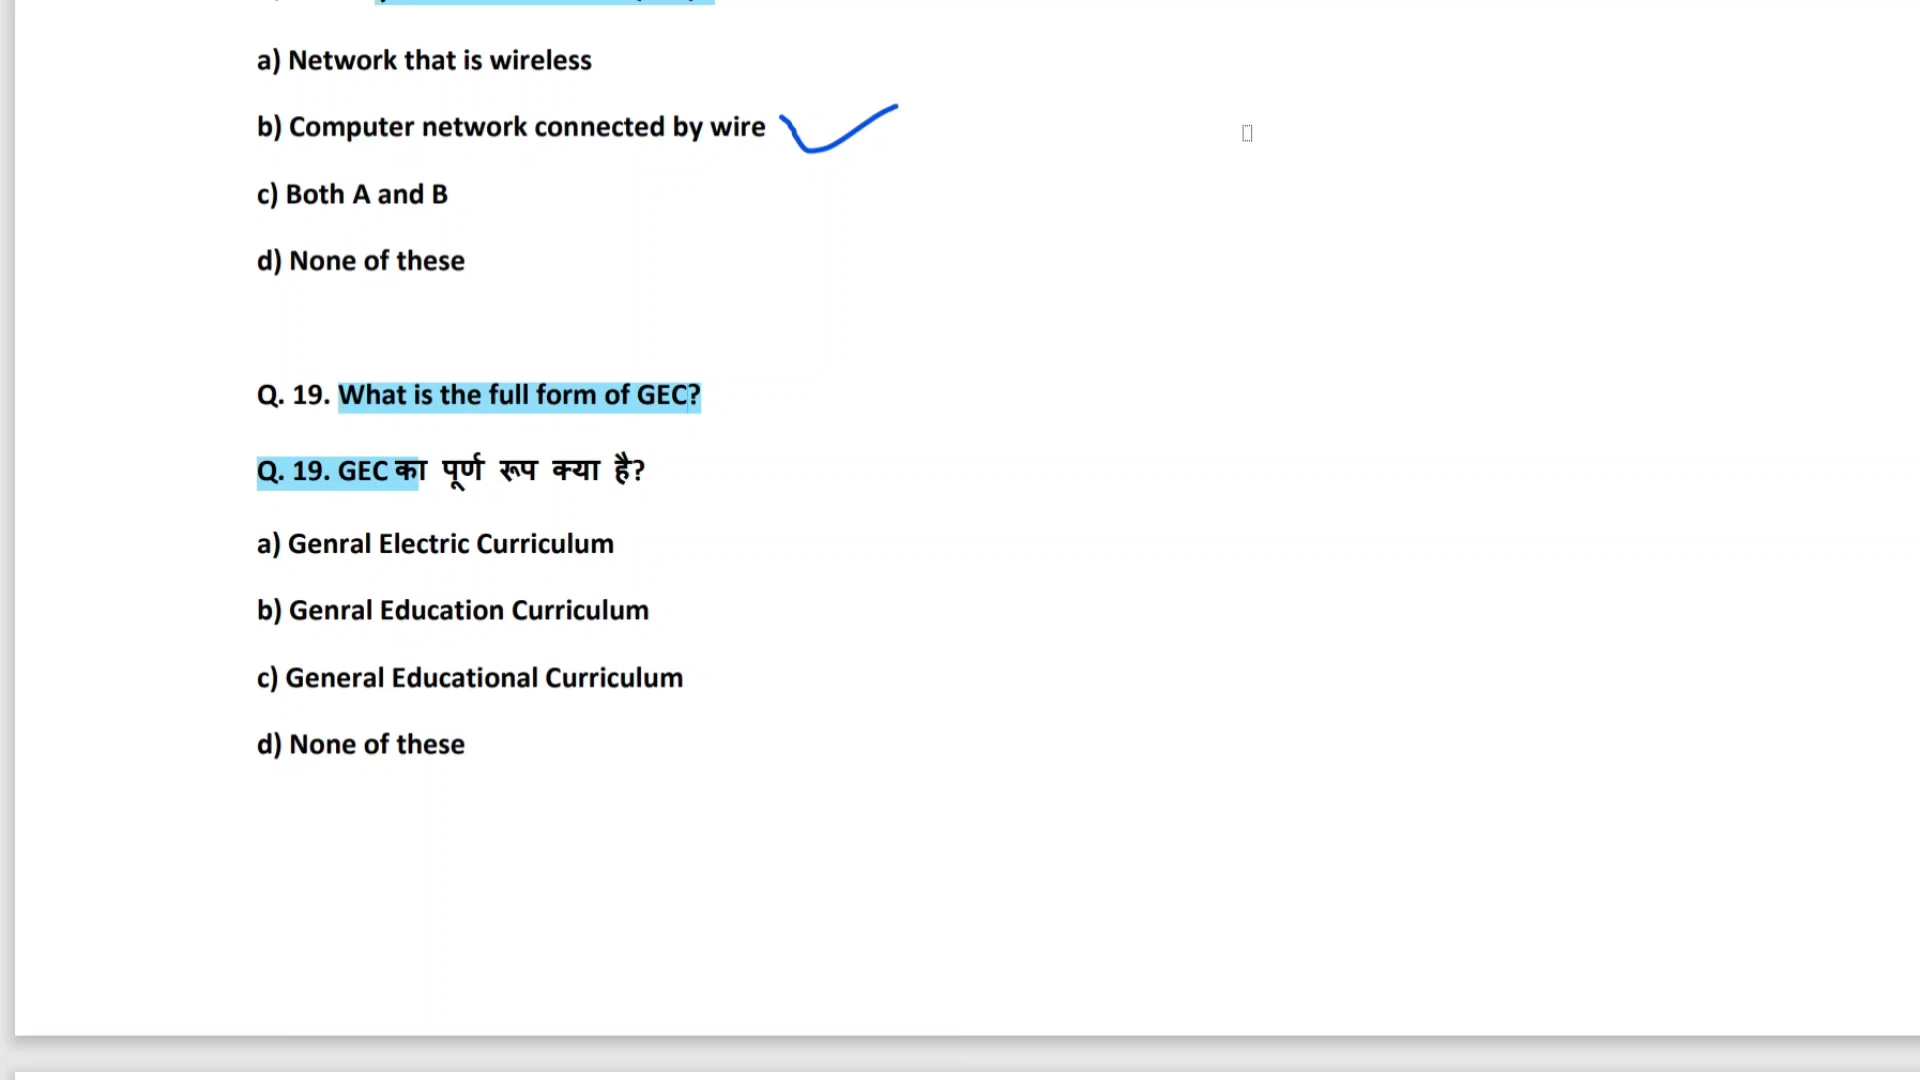 a) Network that is wireless
b) Computer network connected by wire
c) Both A and B
d) None of these
Q. 19. What is the full form of GEC?
Q. 19. GEC का पूर्ण रूप क्या है?
a) Genral Electric Curriculum
b) Genral Education Curriculum
c) General Educational Curriculum
d) None of these